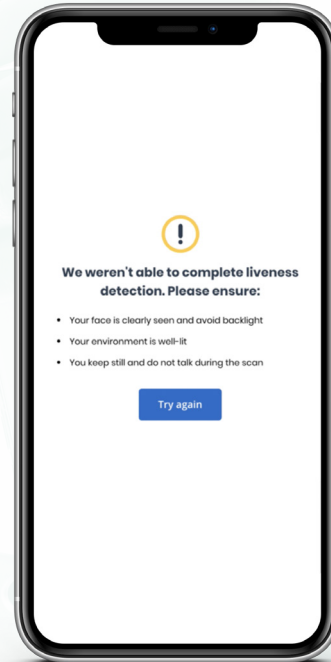 !
We weren't able to complete liveness
detection. Please ensure:
• Your face is clearly seen and avoid backlight
• Your environment is well-lit
• You keep still and do not talk during the scan
Try again